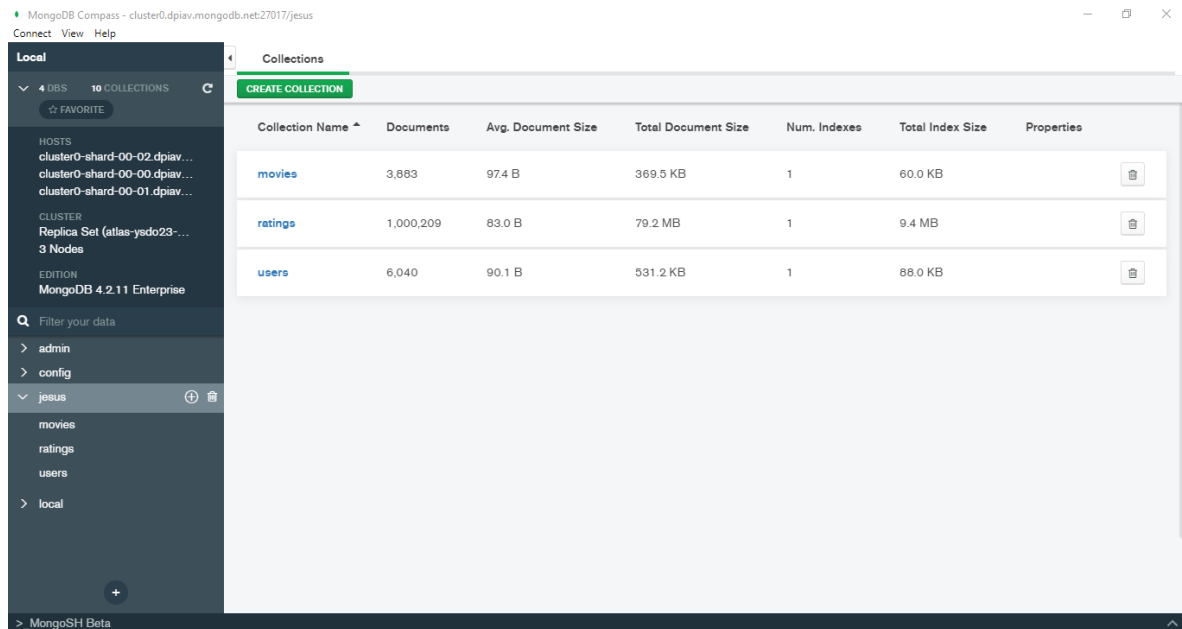 MongoDB Compass - cluster0.dpiav.mongodb.net:27017/jesus
Connect View Help
Local
4 DBS 10 COLLECTIONS
☆ FAVORITE
HOSTS
cluster0-shard-00-02.dpiav...
cluster0-shard-00-00.dpiav...
cluster0-shard-00-01.dpiav...
CLUSTER
Replica Set (atlas-ysdo23-...
3 Nodes
EDITION
MongoDB 4.2.11 Enterprise
Filter your data
admin
config
jesus
movies
ratings
users
local
> MongoSH Beta
Collections
CREATE COLLECTION
Collection Name Documents Avg. Document Size Total Document Size Num. Indexes Total Index Size Properties
movies 3,883 97.4 B 369.5 KB 1 60.0 KB
ratings 1,000,209 83.0 B 79.2 MB 1 9.4 MB
users 6,040 90.1 B 531.2 KB 1 88.0 KB